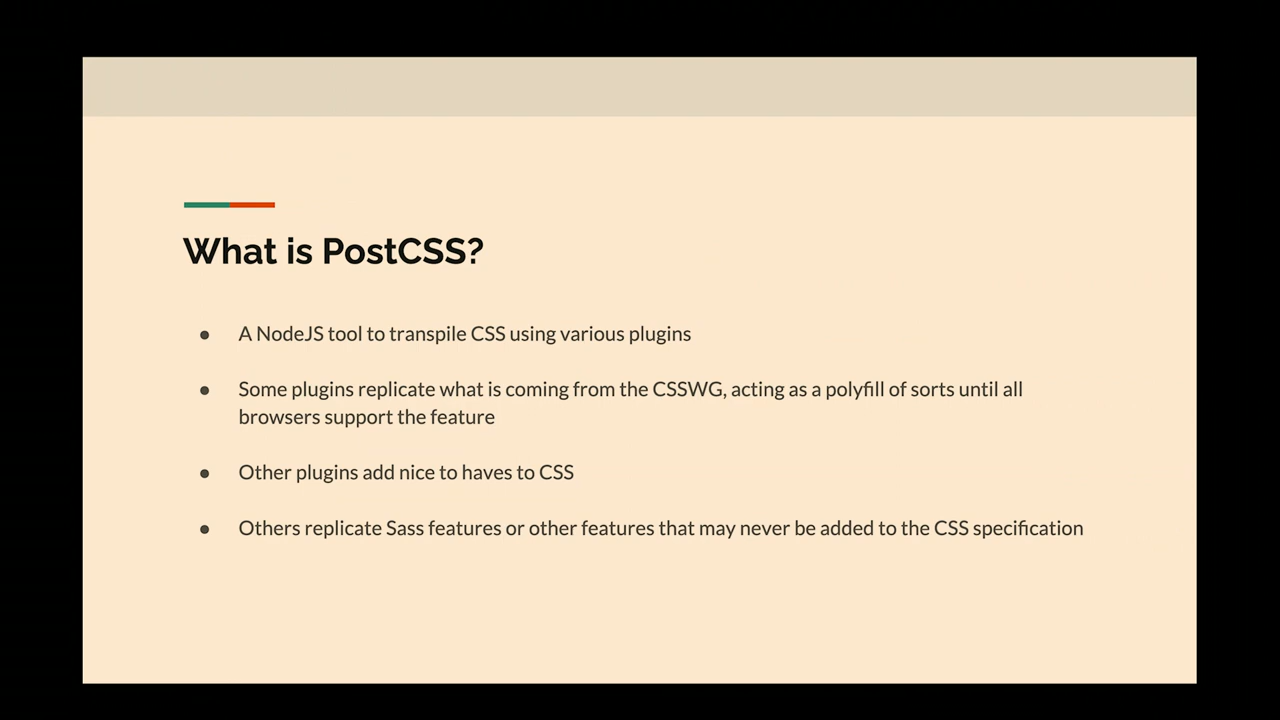 What is PostCSS?
● A NodeJS tool to transpile CSS using various plugins
● Some plugins replicate what is coming from the CSSWG, acting as a polyfill of sorts until all
browsers support the feature
● Other plugins add nice to haves to CSS
● Others replicate Sass features or other features that may never be added to the CSS specification